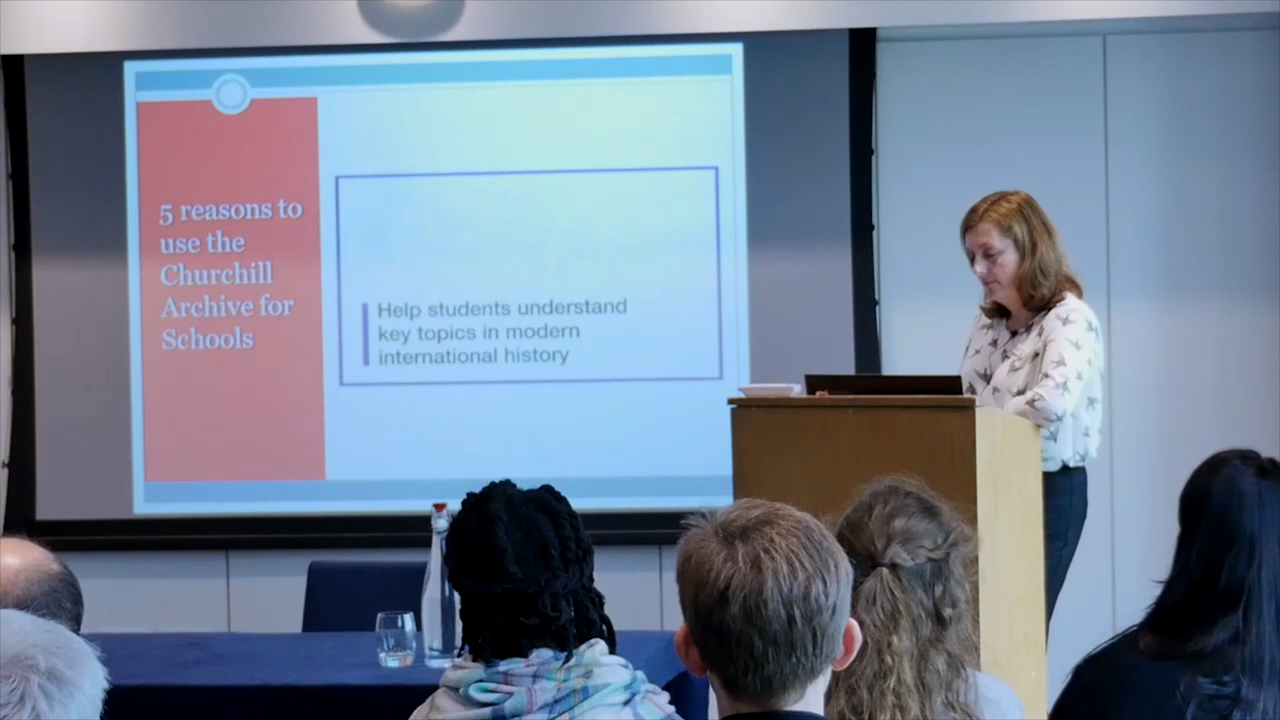 5 reasons to
use the
Churchill
Archive for
Schools
Help students understand
key topics in modern
international history